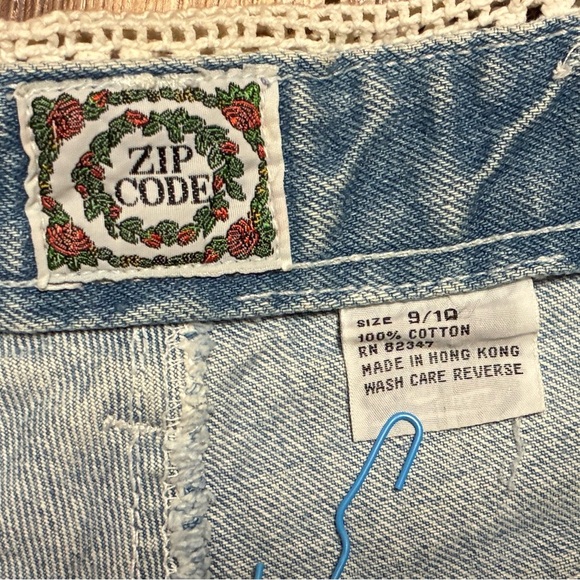 ZIP
CODE
SIZE 9/10
100% COTTON
RN 82347
MADE IN HONG KONG
WASH CARE REVERSE